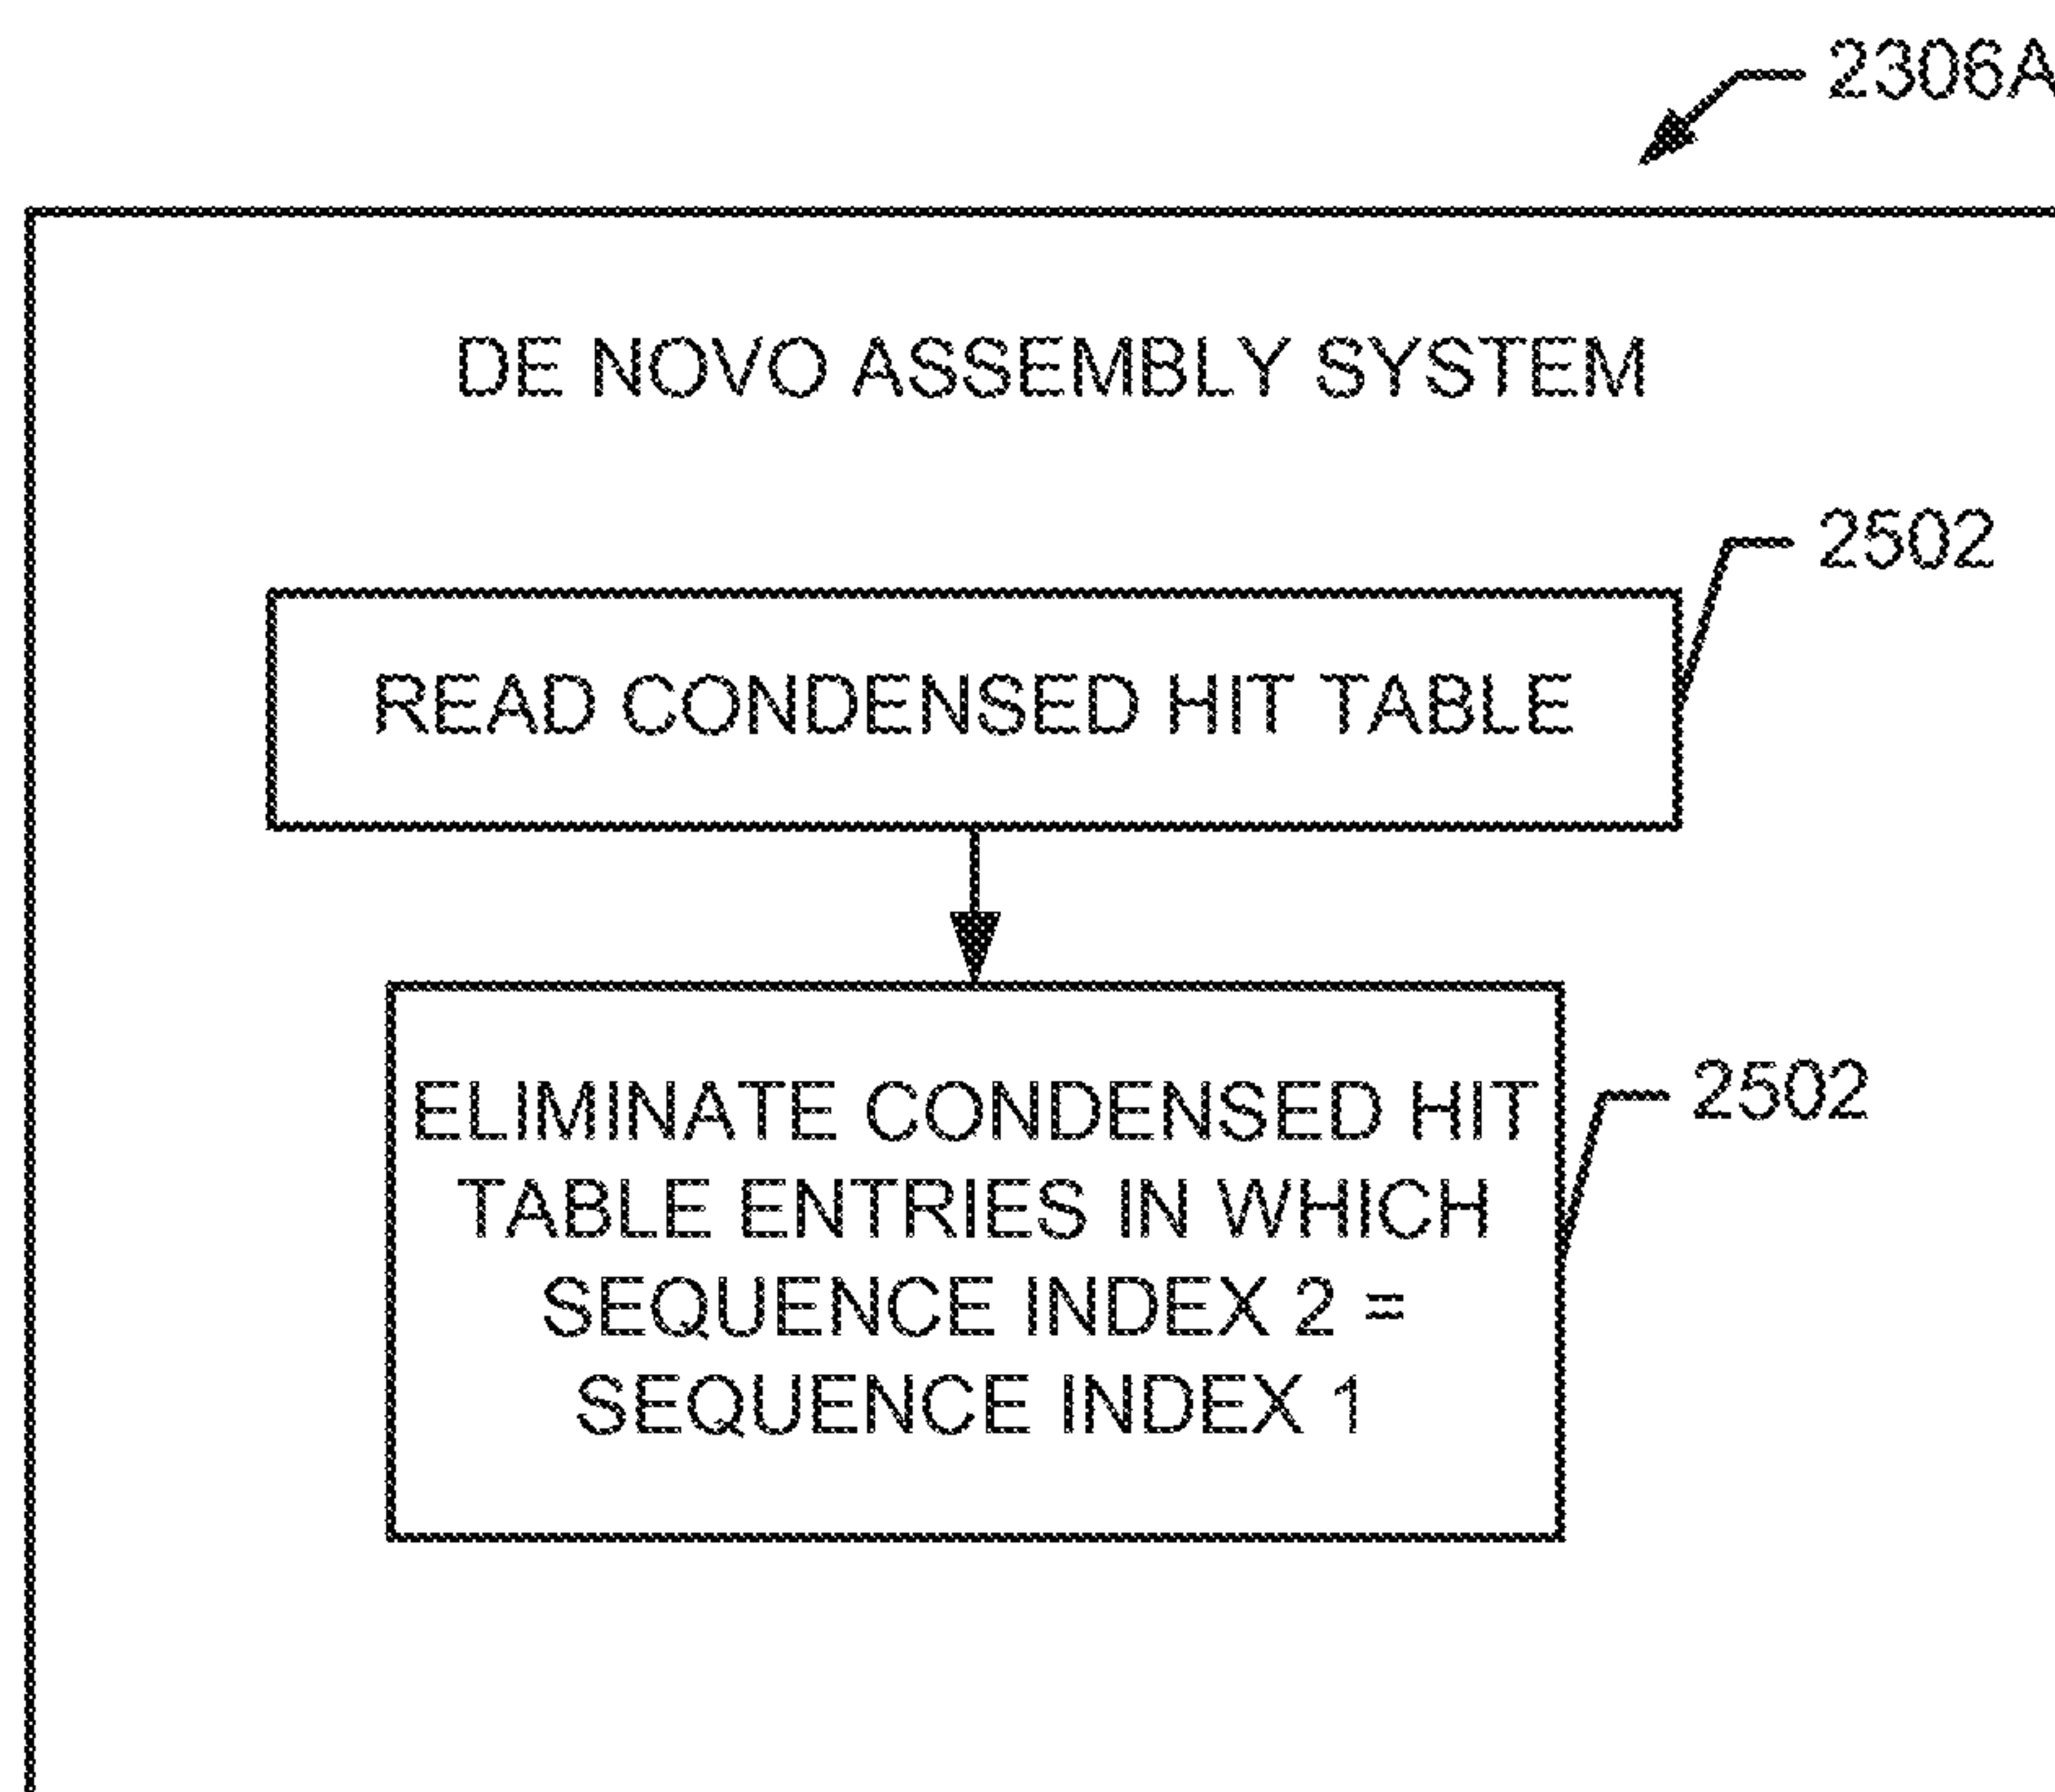 2306A
DE NOVO ASSEMBLY SYSTEM
2502
READ CONDENSED HIT TABLE
ELIMINATE CONDENSED HIT
2502
TABLE ENTRIES IN WHICH
SEQUENCE INDEX 2 =
SEQUENCE INDEX 1